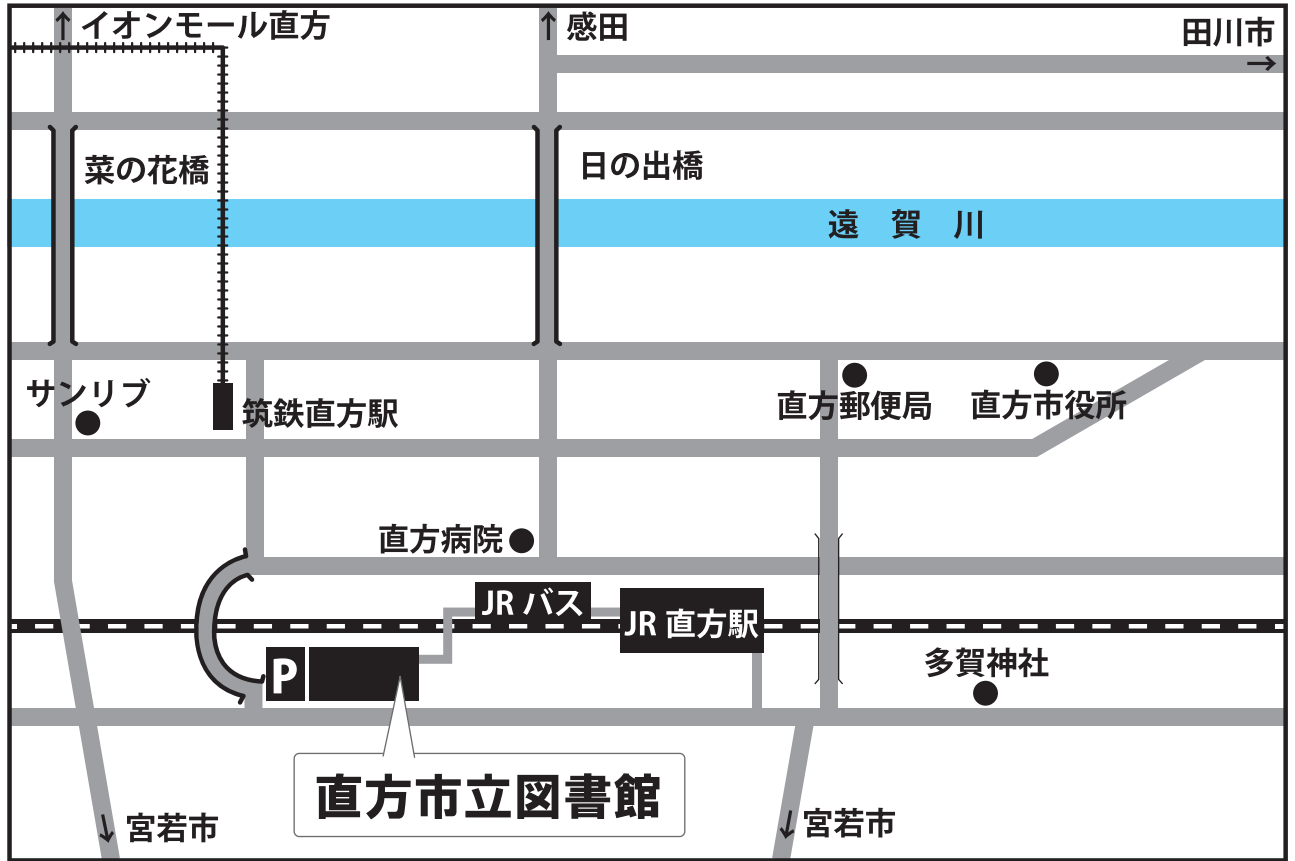 ↑イオンモール直方
↑感田
田川市
→
菜の花橋
日の出橋
遠賀川
サンリブ
筑鉄直方駅
直方郵便局
直方市役所
直方病院
JR バス
JR 直方駅
P
多賀神社
直方市立図書館
↓宮若市
↓宮若市